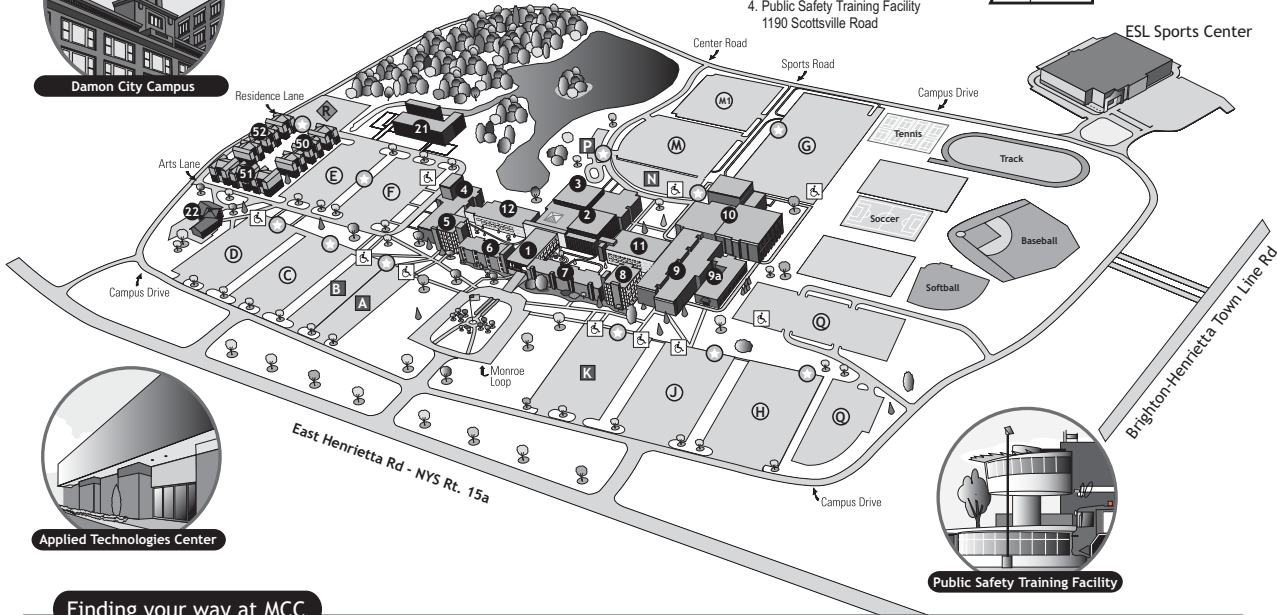 4. Public Safety Training Facility
1190 Scottsville Road
ESL Sports Center
Damon City Campus
Center Road
Sports Road
Campus Drive
Residence Lane
Arts Lane
R
52
50
51
21
22
E
F
P
M1
M
G
N
Tennis
Track
Soccer
Baseball
Softball
4
3
12
2
5
10
6
1
11
7
8
9
9a
D
C
B
A
Campus Drive
Q
K
J
H
Q
Monroe
Loop
East Henrietta Rd - NYS Rt. 15a
Brighton-Henrietta Town Line Rd
Campus Drive
Applied Technologies Center
Public Safety Training Facility
Finding your way at MCC